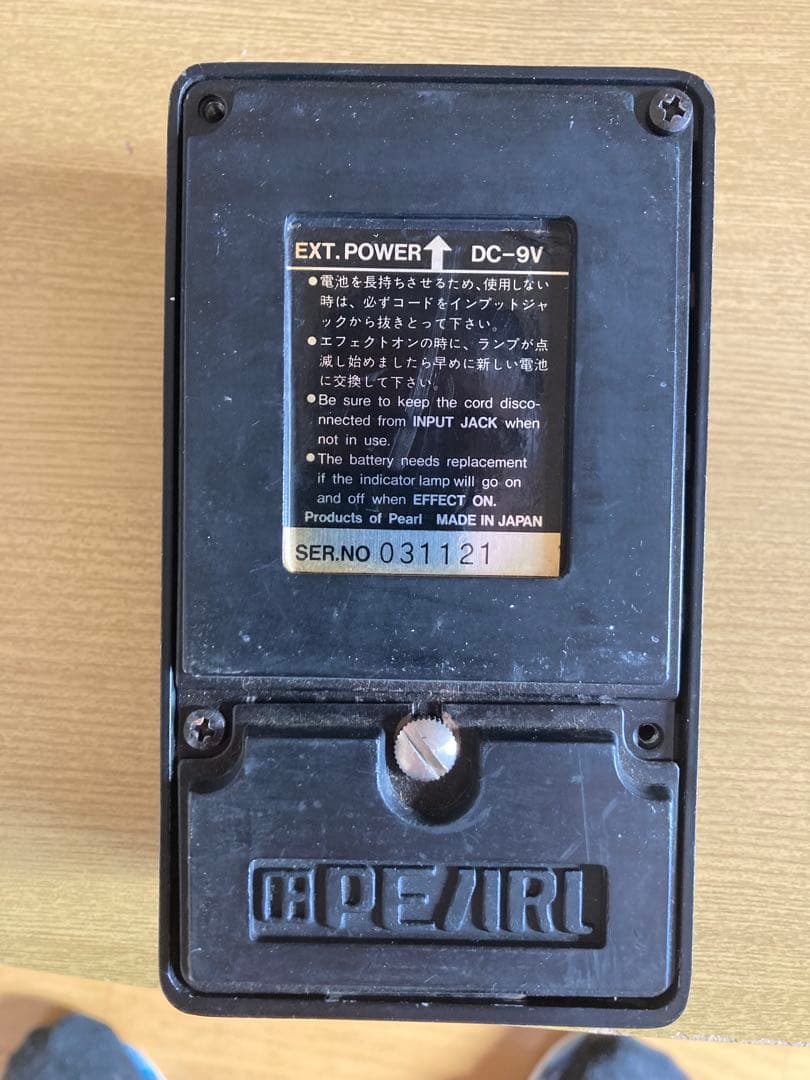 EXT. POWER DC-9V
●電池を長持ちさせるため、使用しない
時は、必ずコードをインプットジャ
ックから抜きとって下さい。
●エフェクトオンの時に、ランプが点
滅し始めましたら早めに新しい電池
に交換して下さい。
●Be sure to keep the cord disco-
nnected from INPUT JACK when
not in use.
●The battery needs replacement
if the indicator lamp will go on
and off when EFFECT ON.
Products of Pearl MADE IN JAPAN
SER.NO 031121
PEARL